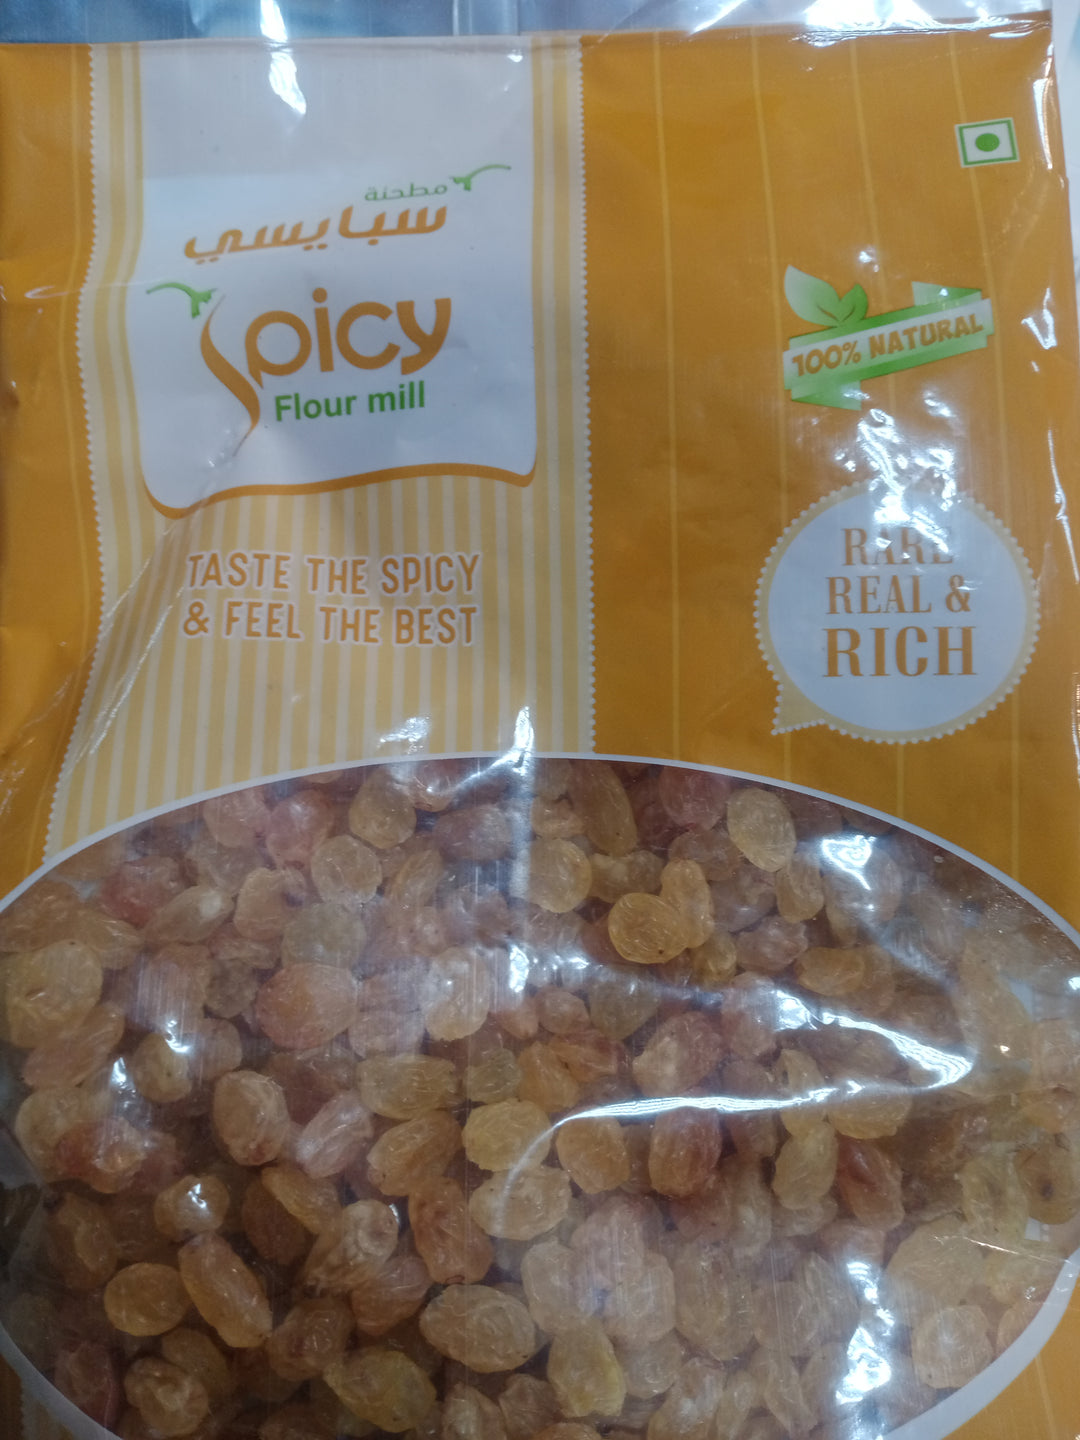 مطحنة
سبايسي
Spicy
Flour mill
TASTE THE SPICY
& FEEL THE BEST
100% NATURAL
RARE
REAL &
RICH